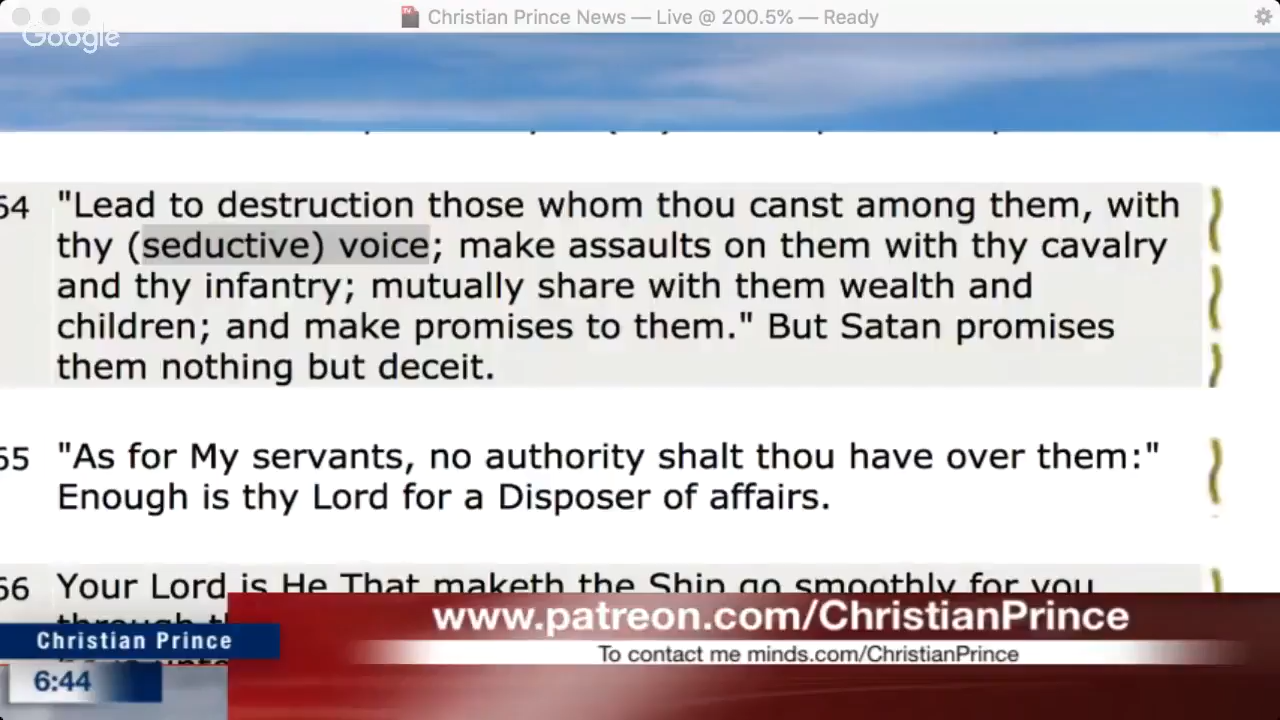 Christian Prince News — Live @ 200.5% — Ready
Google
64 "Lead to destruction those whom thou canst among them, with
thy (seductive) voice; make assaults on them with thy cavalry
and thy infantry; mutually share with them wealth and
children; and make promises to them." But Satan promises
them nothing but deceit.
65 "As for My servants, no authority shalt thou have over them:"
Enough is thy Lord for a Disposer of affairs.
66 Your Lord is He That maketh the Ship go smoothly for you
through
www.patreon.com/ChristianPrince
Christian Prince
To contact me minds.com/ChristianPrince
6:44